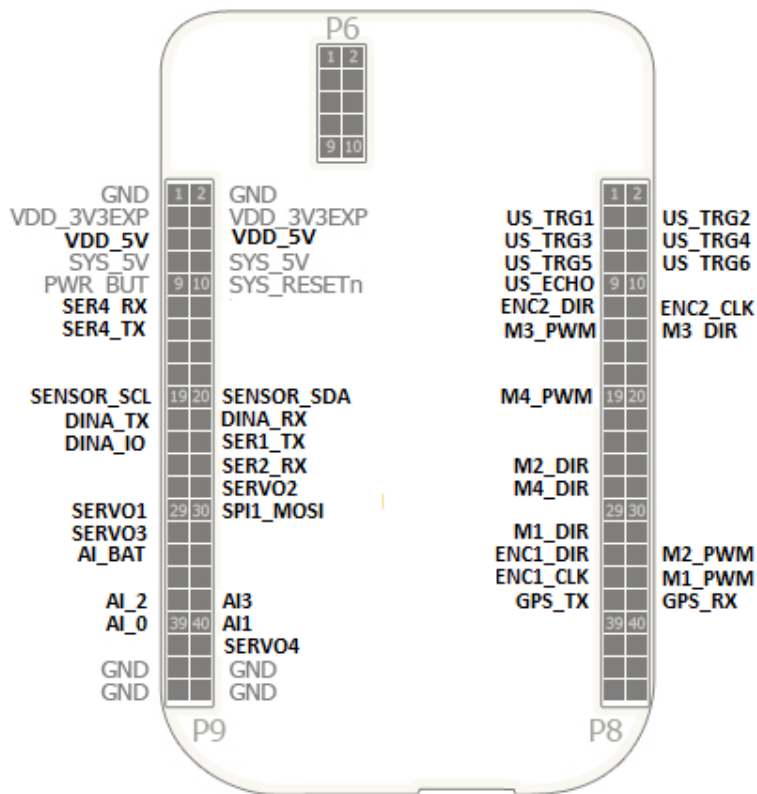 P6
1 2
9 10
GND 1 2 GND
VDD_3V3EXP VDD_3V3EXP
VDD_5V VDD_5V
SYS_5V SYS_5V
PWR_BUT 9 10 SYS_RESETn
SER4_RX
SER4_TX
SENSOR_SCL 19 20 SENSOR_SDA
DINA_TX DINA_RX
DINA_IO SER1_TX
SER2_RX
SERVO2
SERVO1 29 30 SPI1_MOSI
SERVO3
AI_BAT
AI_2 AI3
AI_0 39 40 AI1
SERVO4
GND GND
GND GND
P9
1 2
US_TRG1 US_TRG2
US_TRG3 US_TRG4
US_TRG5 US_TRG6
US_ECHO 9 10
ENC2_DIR ENC2_CLK
M3_PWM M3_DIR
M4_PWM 19 20
M2_DIR
M4_DIR
29 30
M1_DIR
ENC1_DIR M2_PWM
ENC1_CLK M1_PWM
GPS_TX GPS_RX
39 40
P8